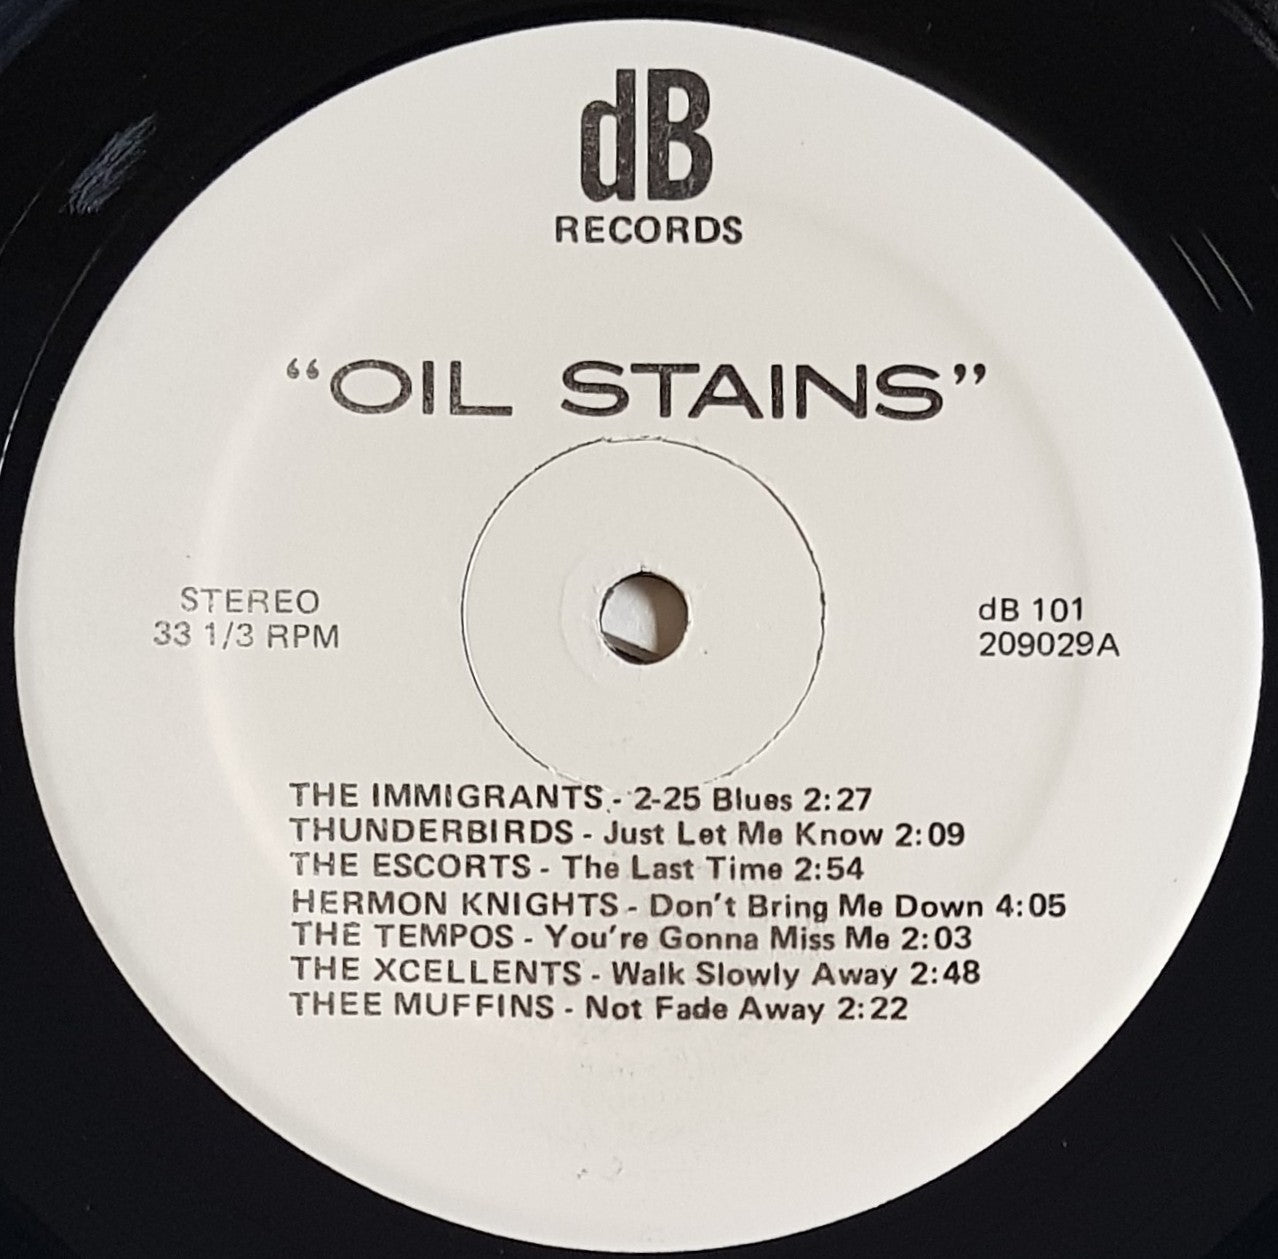 dB
RECORDS
“OIL STAINS”
STEREO
33 1/3 RPM
dB 101
209029A
THE IMMIGRANTS - 2-25 Blues 2:27
THUNDERBIRDS - Just Let Me Know 2:09
THE ESCORTS - The Last Time 2:54
HERMON KNIGHTS - Don't Bring Me Down 4:05
THE TEMPOS - You're Gonna Miss Me 2:03
THE XCELLENTS - Walk Slowly Away 2:48
THEE MUFFINS - Not Fade Away 2:22